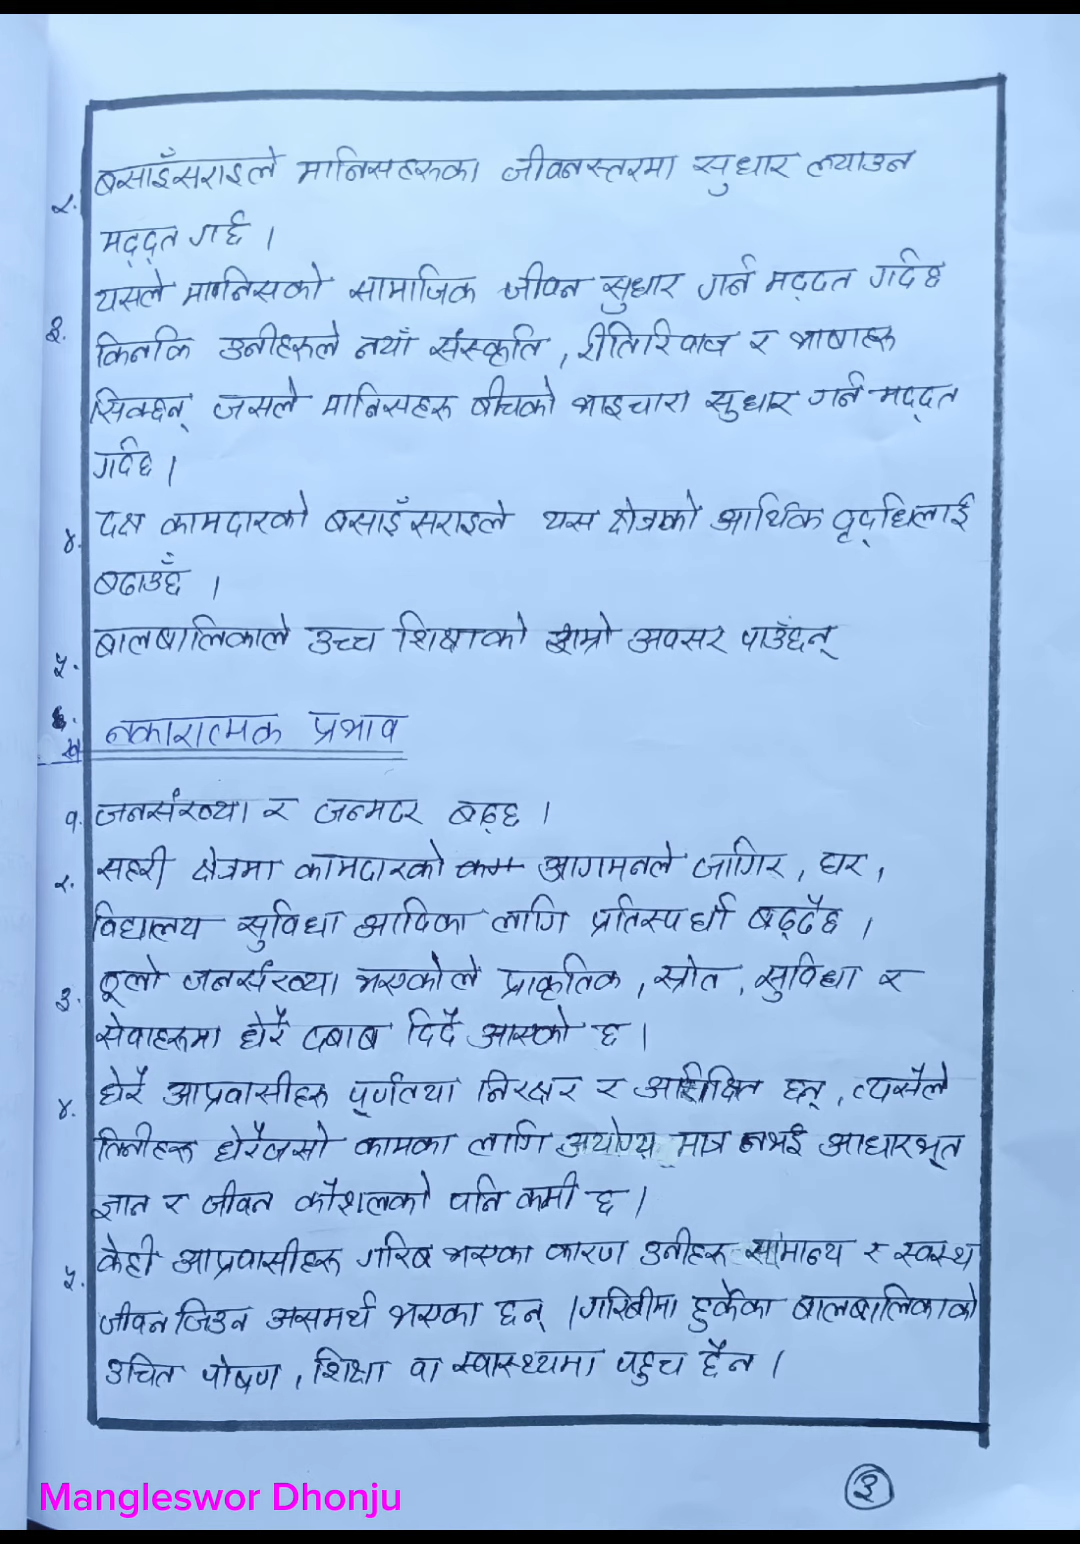 २. बसाइँसराइले मानिसहरुका जीवनस्तरमा सुधार ल्याउन
मद्द्त गर्छ ।
३. यसले मानिसको सामाजिक जीवन सुधार गर्न मद्दत गर्दछ
किनकि उनीहरुले नयाँ संस्कृति , रीतिरिवाज र भाषाहरु
सिक्छन् जसले मानिसहरु बीचको भाइचारा सुधार गर्न मद्द्त
गर्दछ ।
४. दक्ष कामदारको बसाइँ सराइले यस क्षेत्रको आर्थिक वृद्धिलाई
बढाउँछ ।
५. बालबालिकाले उच्च शिक्षाको राम्रो अवसर पाउँछन्
ख नकारात्मक प्रभाव
१. जनसंख्या र जन्मदर बढ्छ ।
२. सहरी क्षेत्रमा कामदारको आगमनले जागिर , घर ,
विद्यालय सुविधा आदिका लागि प्रतिस्पर्धा बढ्दैछ ।
३. ठूलो जनसंख्या भएकोले प्राकृतिक , स्रोत , सुविधा र
सेवाहरूमा धेरै दबाब दिदै आएको छ ।
४. धेरै आप्रवासीहरु पूर्णतया निरक्षर र अशिक्षित छन् , त्यसैले
तिनीहरु धेरैजसो कामका लागि अयोग्य मात्र नभई आधारभूत
ज्ञान र जीवन कौशलको पनि कमी छ ।
५. केही आप्रवासीहरु गरिब भएका कारण उनीहरु सामान्य र स्वस्थ
जीवन जिउन असमर्थ भएका छन् । गरिबीमा हुर्केका बालबालिकाको
उचित पोषण , शिक्षा वा स्वास्थ्यमा पहुच छैन ।
Mangleswor Dhonju
३